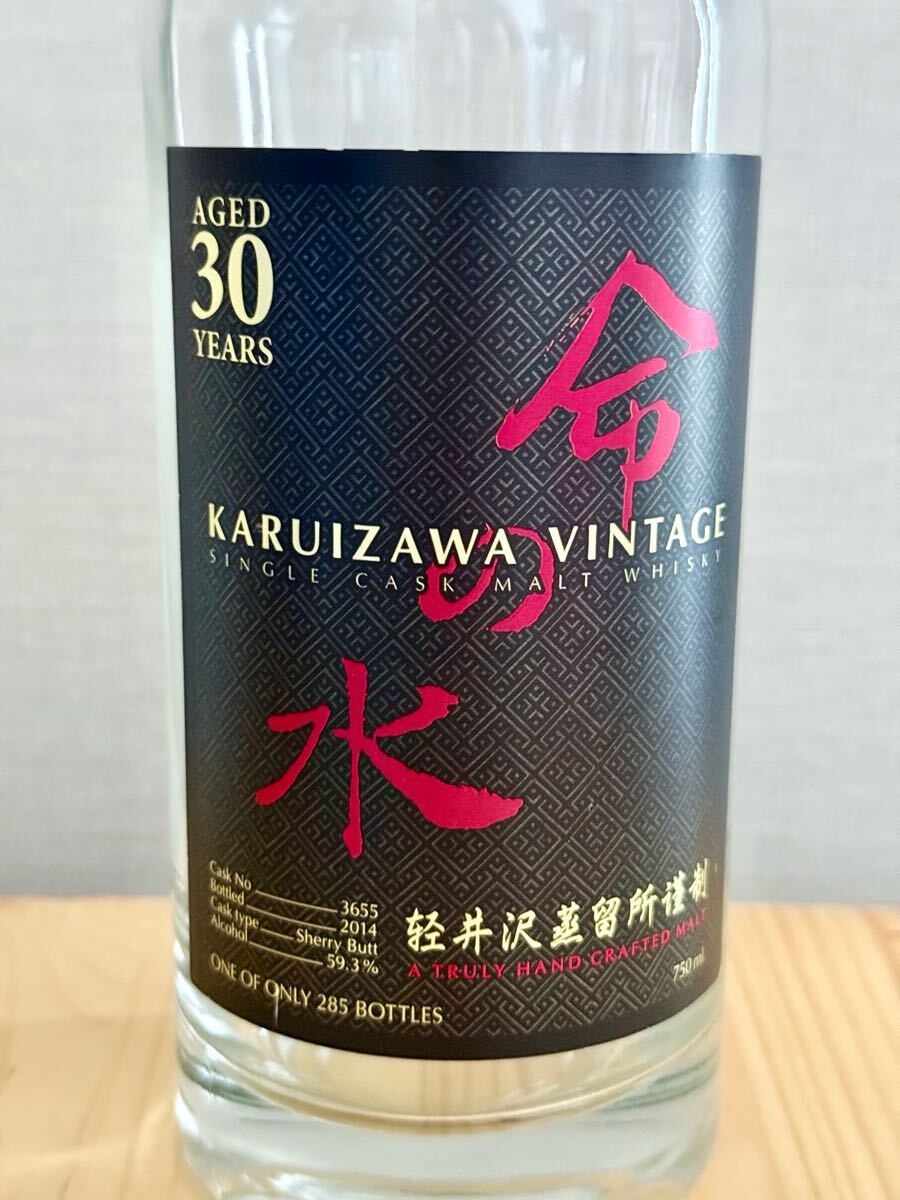 AGED
30
YEARS
命の水
KARUIZAWA VINTAGE
SINGLE CASK MALT WHISKY
Cask No 3655
Bottled 2014
Cask type Sherry Butt
Alcohol 59.3%
ONE OF ONLY 285 BOTTLES
轻井沢蒸留所謹制
A TRULY HAND CRAFTED MALT
750 ml